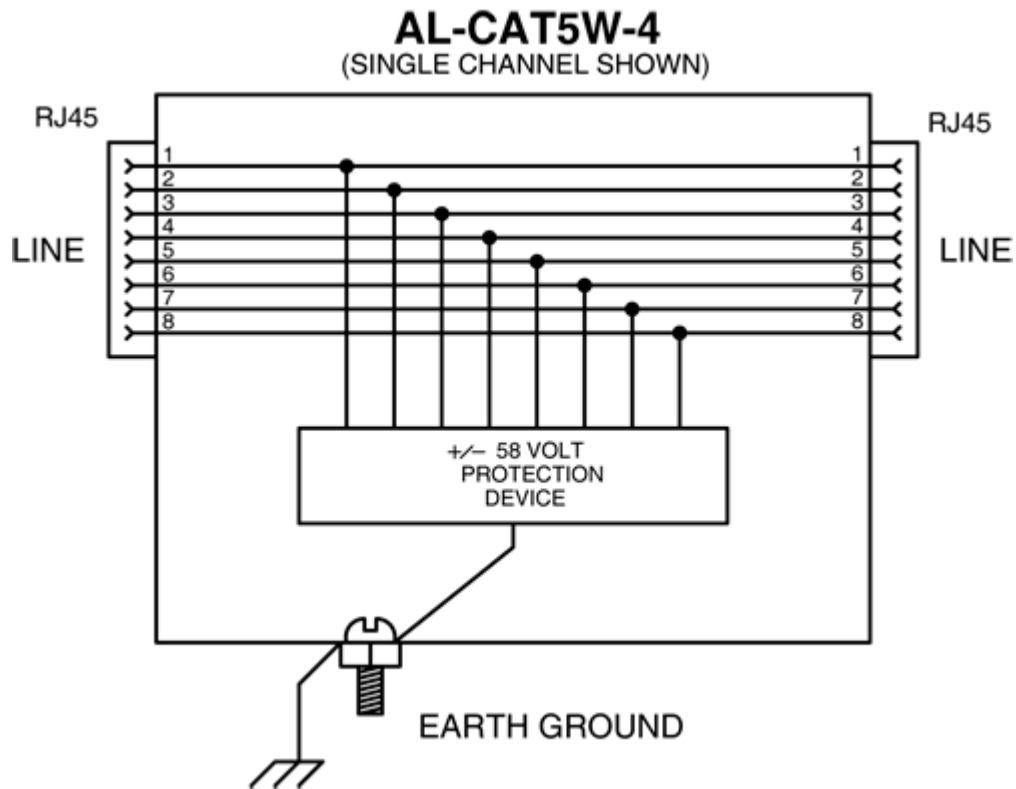 AL-CAT5W-4
(SINGLE CHANNEL SHOWN)
RJ45
RJ45
1
1
2
2
3
3
4
4
LINE
LINE
5
5
6
6
7
7
8
8
+/- 58 VOLT
PROTECTION
DEVICE
EARTH GROUND